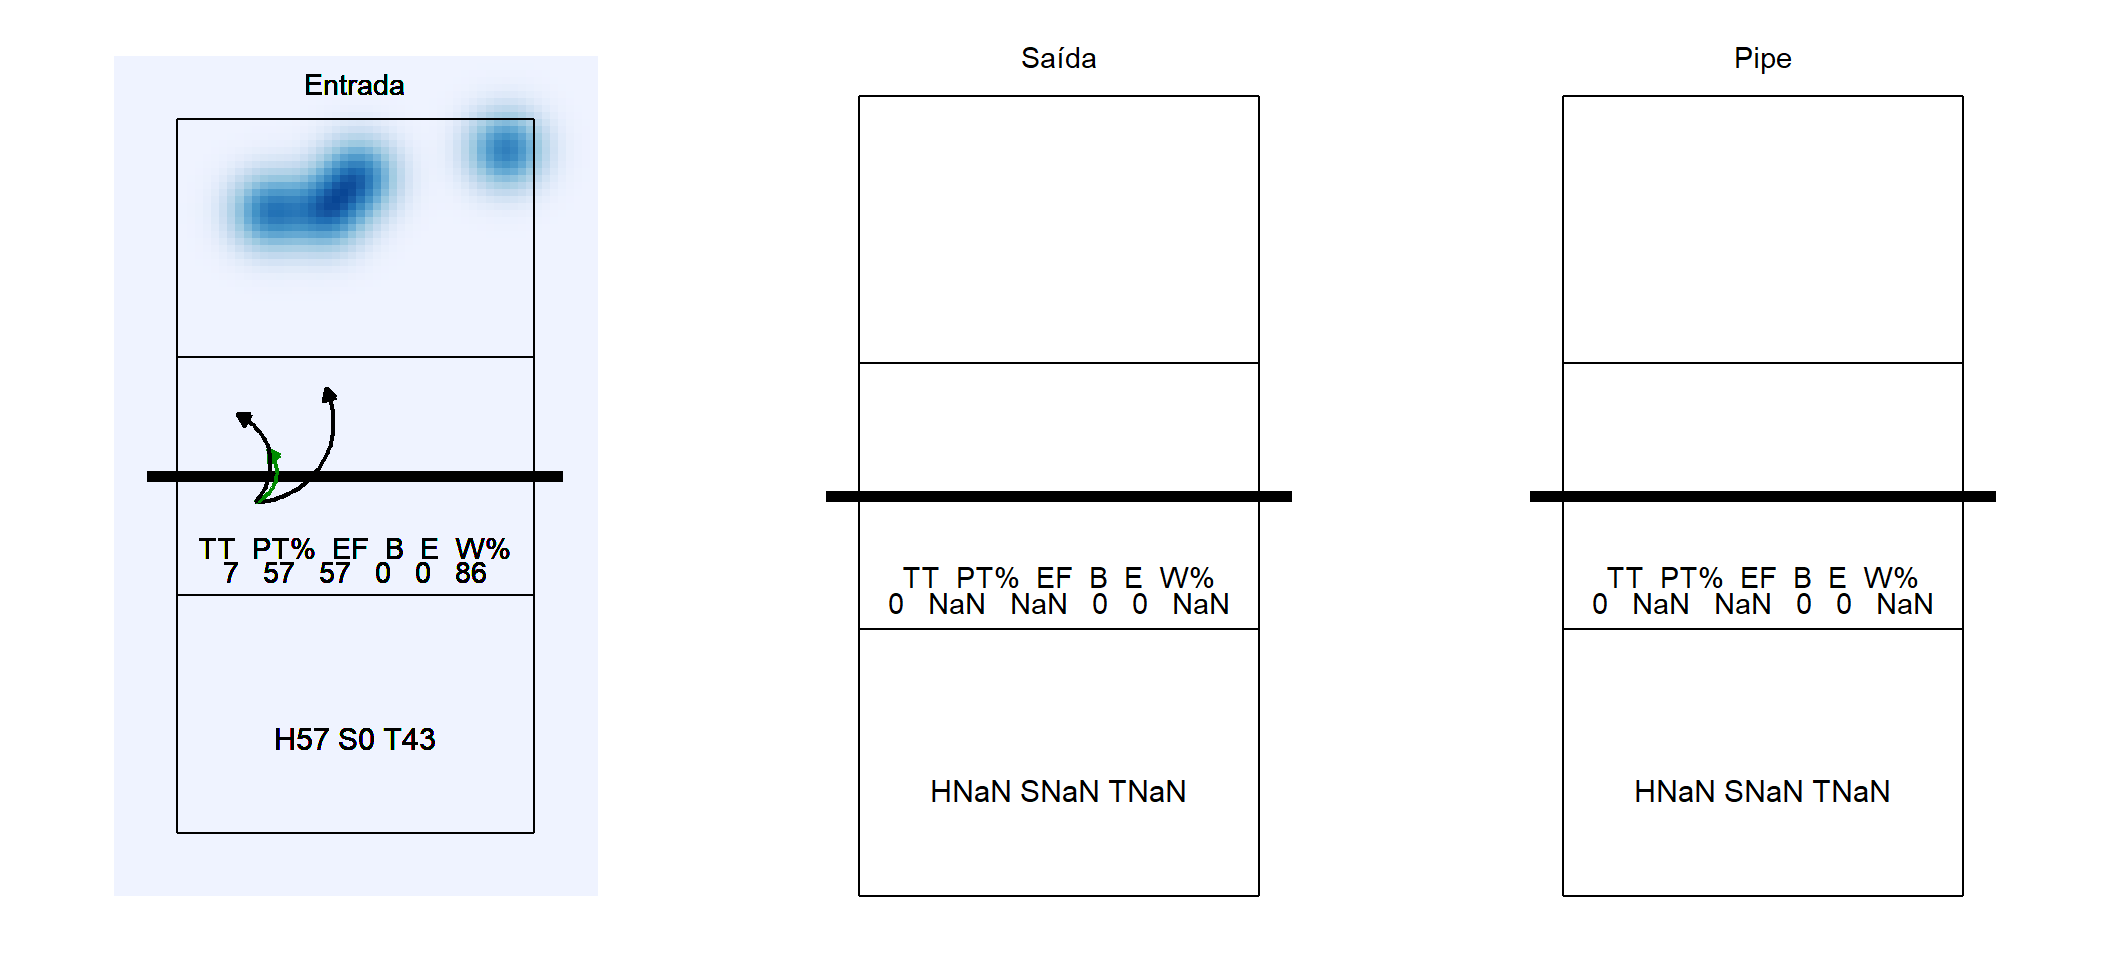 Entrada
TT PT% EF B E W%
7 57 57 0 0 86
H57 S0 T43
Saída
TT PT% EF B E W%
0 NaN NaN 0 0 NaN
HNaN SNaN TNaN
Pipe
TT PT% EF B E W%
0 NaN NaN 0 0 NaN
HNaN SNaN TNaN